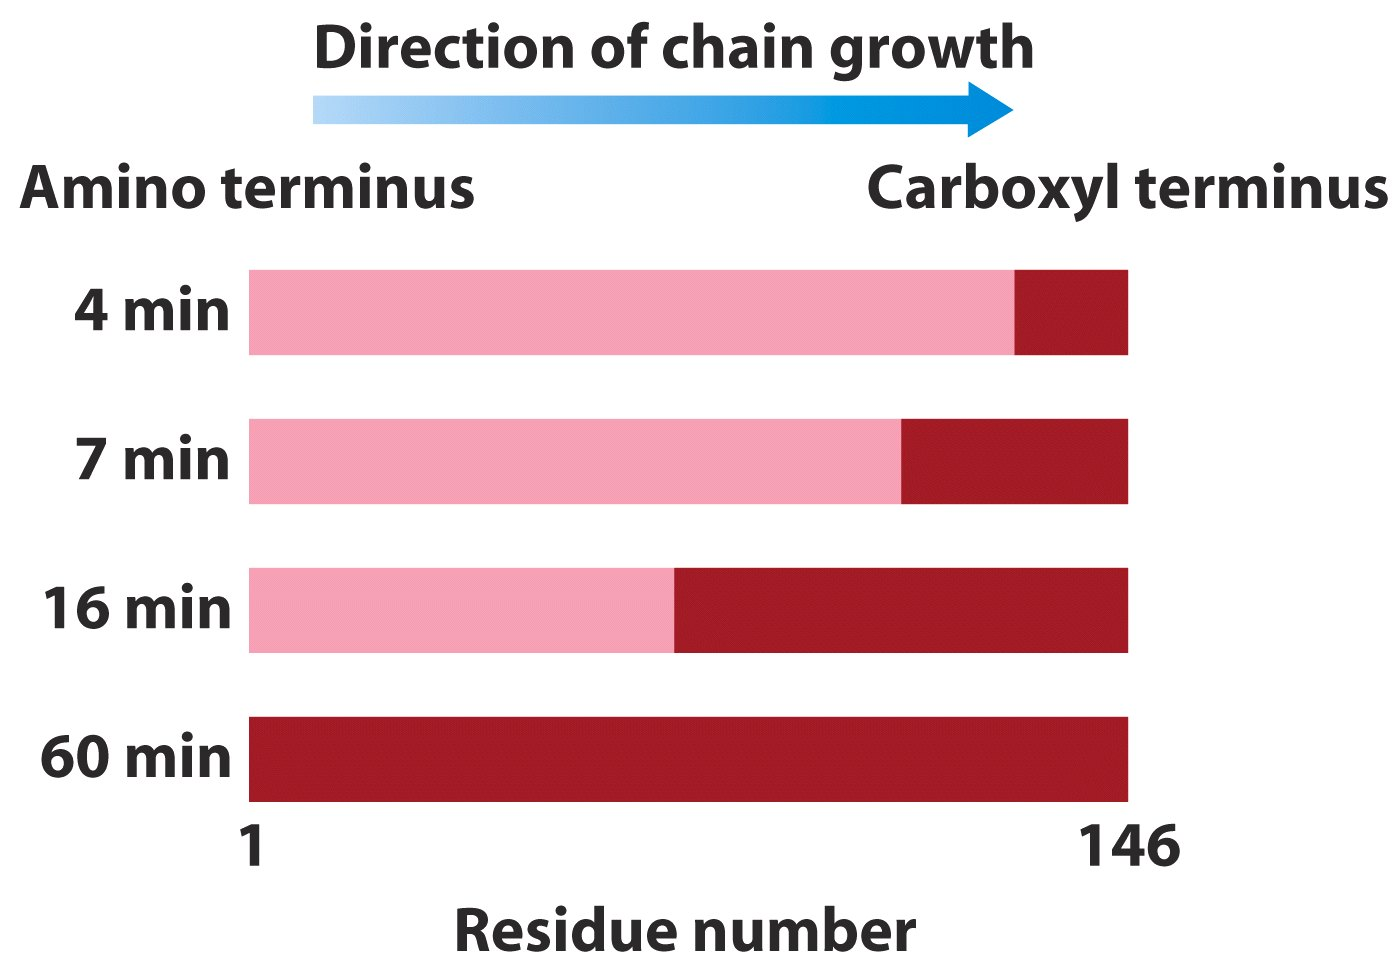 Direction of chain growth
Amino terminus
Carboxyl terminus
4 min
7 min
16 min
60 min
1
146
Residue number